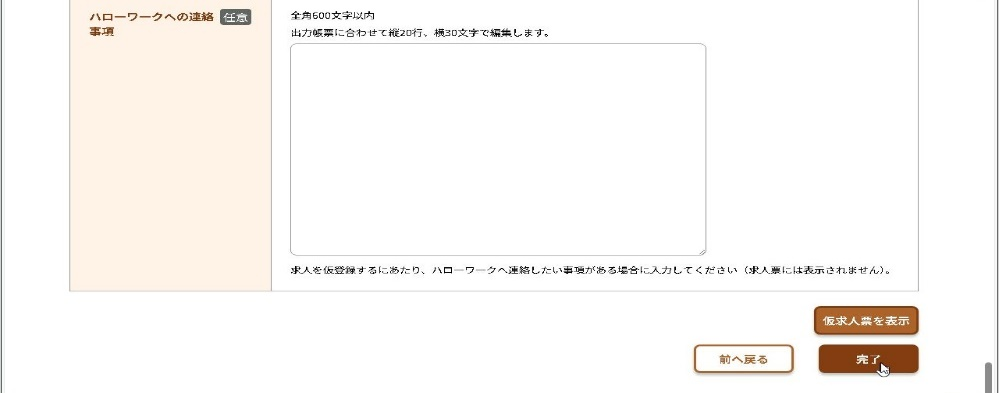 ハローワークへの連絡 任意
事項
全角600文字以内
出力帳票に合わせて縦20行、横30文字で編集します。
求人を仮登録するにあたり、ハローワークへ連絡したい事項がある場合に入力してください（求人票には表示されません）。
仮求人票を表示
前へ戻る
完了